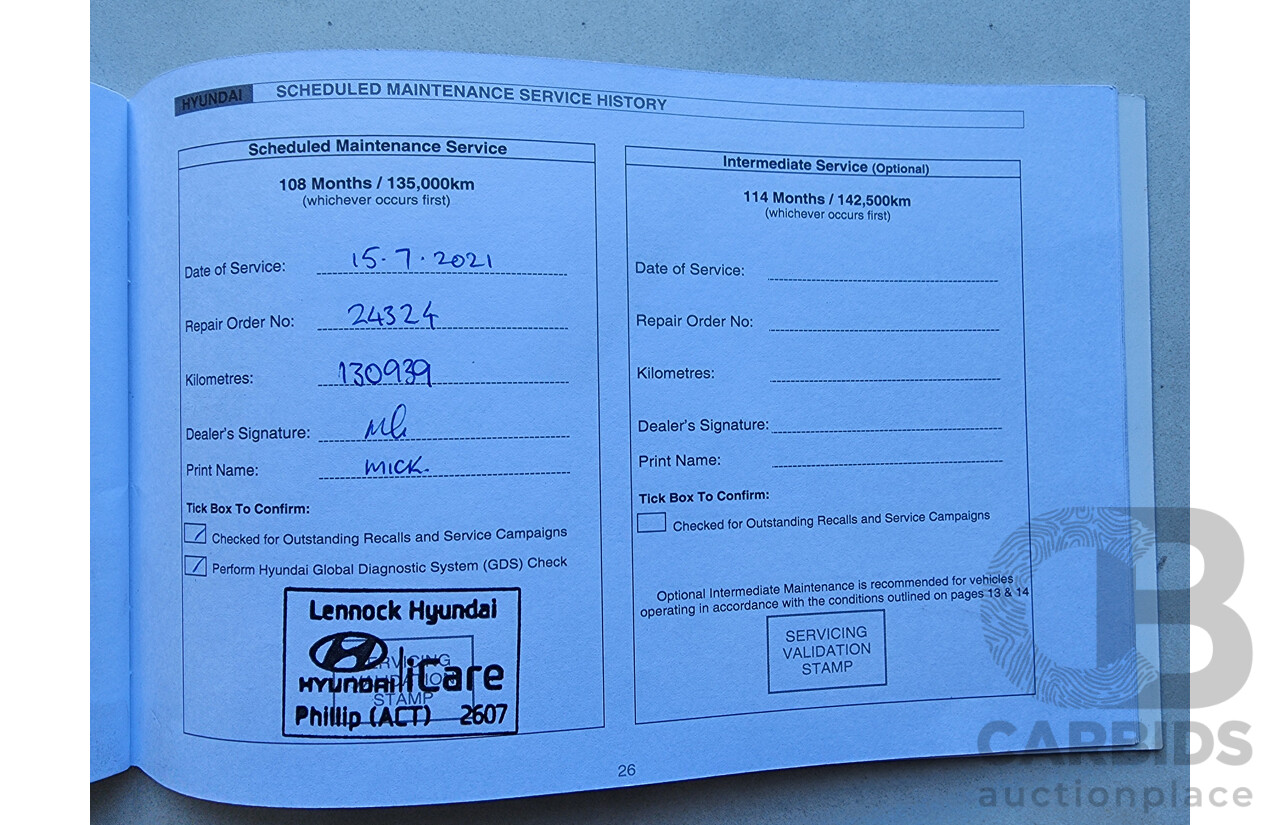 HYUNDAI SCHEDULED MAINTENANCE SERVICE HISTORY
Scheduled Maintenance Service
108 Months / 135,000km
(whichever occurs first)
Date of Service: 15.7.2021
Repair Order No: 24324
Kilometres: 130939
Dealer's Signature:
Print Name: MICK.
Tick Box To Confirm:
Checked for Outstanding Recalls and Service Campaigns
Perform Hyundai Global Diagnostic System (GDS) Check
Lennock Hyundai
HYUNDAI iCare
Phillip (ACT) 2607
SERVICING
VALIDATION
STAMP
Intermediate Service (Optional)
114 Months / 142,500km
(whichever occurs first)
Date of Service:
Repair Order No:
Kilometres:
Dealer's Signature:
Print Name:
Tick Box To Confirm:
Checked for Outstanding Recalls and Service Campaigns
Optional Intermediate Maintenance is recommended for vehicles
operating in accordance with the conditions outlined on pages 13 & 14
SERVICING
VALIDATION
STAMP
26
CB
CARBIDS
auctionplace